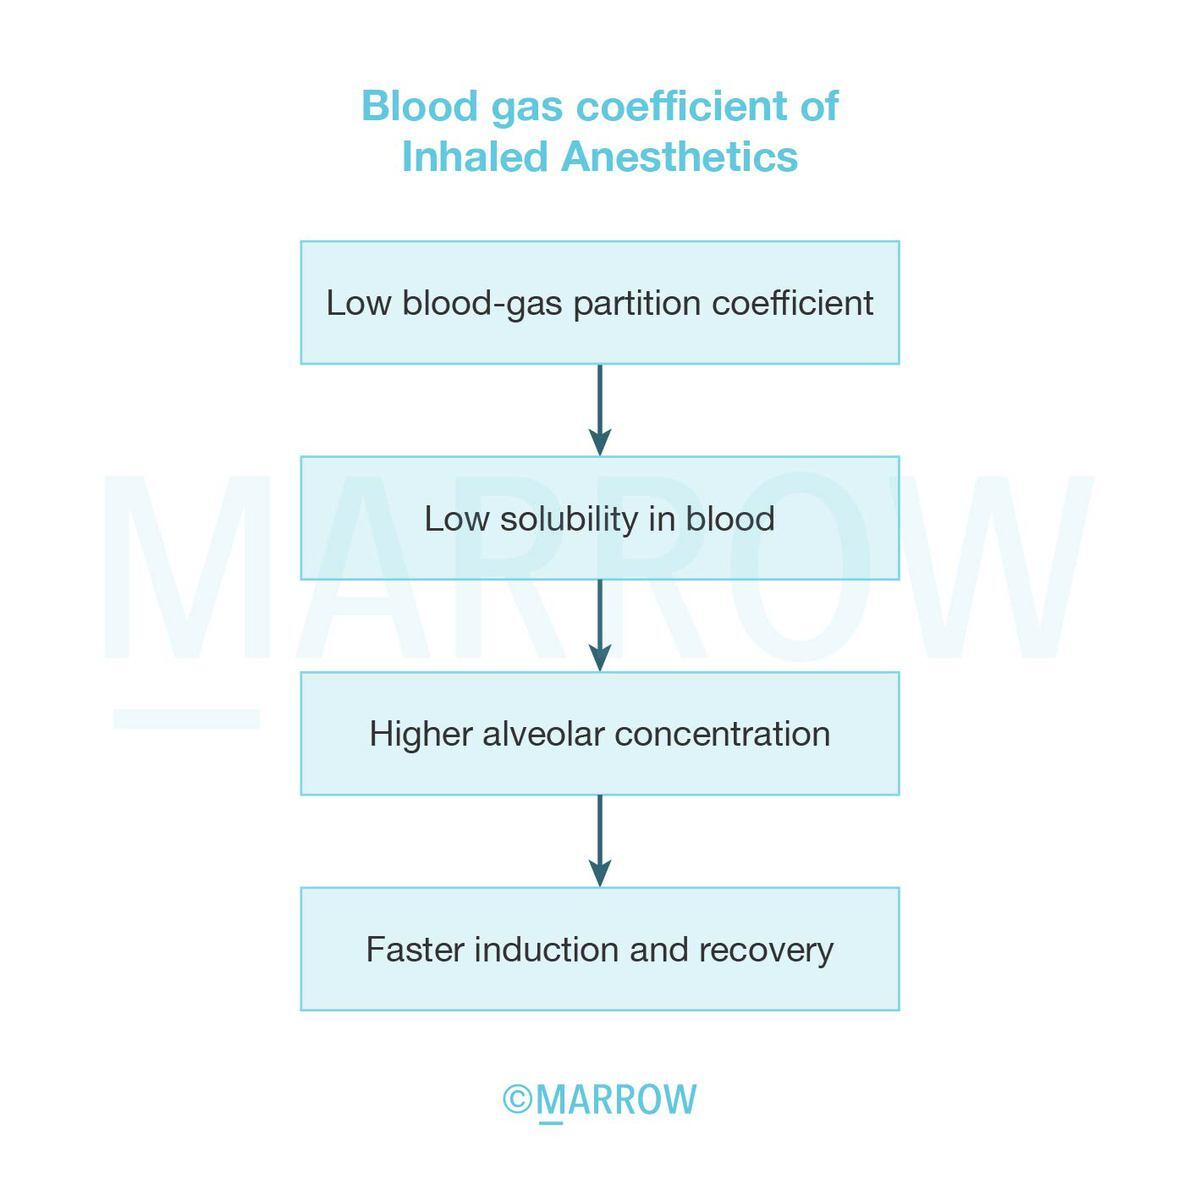 Blood gas coefficient of
Inhaled Anesthetics
Low blood-gas partition coefficient
Low solubility in blood
MARROW
Higher alveolar concentration
Faster induction and recovery
©MARROW